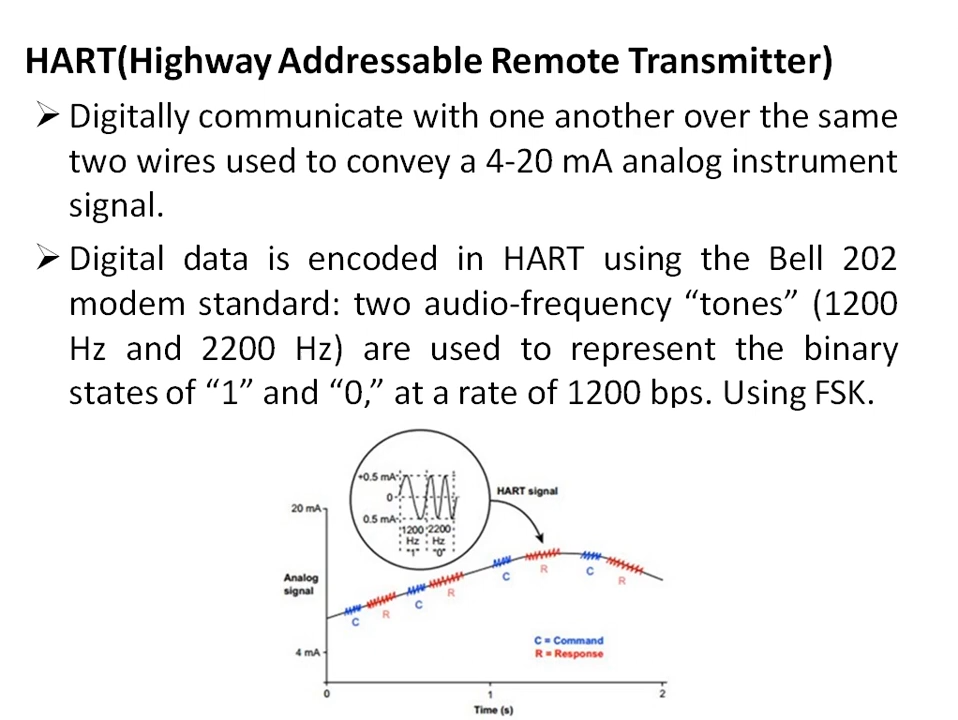 HART(Highway Addressable Remote Transmitter)
➢ Digitally communicate with one another over the same
two wires used to convey a 4-20 mA analog instrument
signal.
➢ Digital data is encoded in HART using the Bell 202
modem standard: two audio-frequency “tones” (1200
Hz and 2200 Hz) are used to represent the binary
states of “1” and “0,” at a rate of 1200 bps. Using FSK.
+0.5 mA
0
0.5 mA
1200 2200
Hz Hz
"1" "0"
HART signal
20 mA
Analog
signal
4 mA
C R C R C R C R
C = Command
R = Response
0 1 2
Time (s)